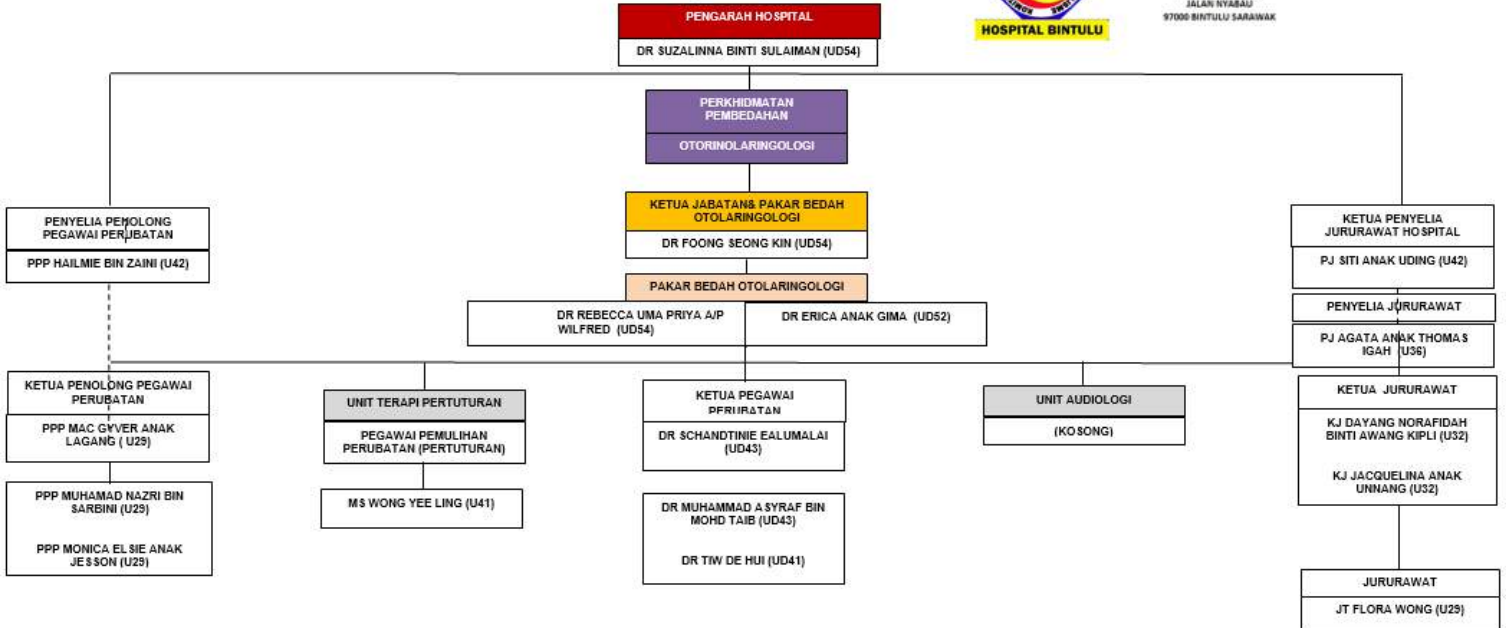 PENGARAH HOSPITAL
DR SUZALINNA BINTI SULAIMAN (UD54)
HOSPITAL BINTULU
JALAN NYABAU
97000 BINTULU SARAWAK
PERKHIDMATAN
PEMBEDAHAN
OTORINOLARINGOLOGI
KETUA JABATAN& PAKAR BEDAH
OTOLARINGOLOGI
DR FOONG SEONG KIN (UD54)
PAKAR BEDAH OTOLARINGOLOGI
DR REBECCA UMA PRIYA A/P
WILFRED (UD54)
DR ERICA ANAK GIMA (UD52)
PENYELIA PENOLONG
PEGAWAI PERUBATAN
PPP HAILMIE BIN ZAINI (U42)
KETUA PENYELIA
JURURAWAT HOSPITAL
PJ SITI ANAK UDING (U42)
PENYELIA JURURAWAT
PJ AGATA ANAK THOMAS
IGAH (U36)
KETUA PENOLONG PEGAWAI
PERUBATAN
PPP MAC GYVER ANAK
LAGANG ( U29)
PPP MUHAMAD NAZRI BIN
SARBINI (U29)
PPP MONICA ELSIE ANAK
JESSON (U29)
UNIT TERAPI PERTUTURAN
PEGAWAI PEMULIHAN
PERUBATAN (PERTUTURAN)
MS WONG YEE LING (U41)
KETUA PEGAWAI
PERUBATAN
DR SCHANDTINIE EALUMALAI
(UD43)
DR MUHAMMAD ASYRAF BIN
MOHD TAIB (UD43)
DR TIW DE HUI (UD41)
UNIT AUDIOLOGI
(KOSONG)
KETUA JURURAWAT
KJ DAYANG NORAFIDAH
BINTI AWANG KIPLI (U32)
KJ JACQUELINA ANAK
UNNANG (U32)
JURURAWAT
JT FLORA WONG (U29)